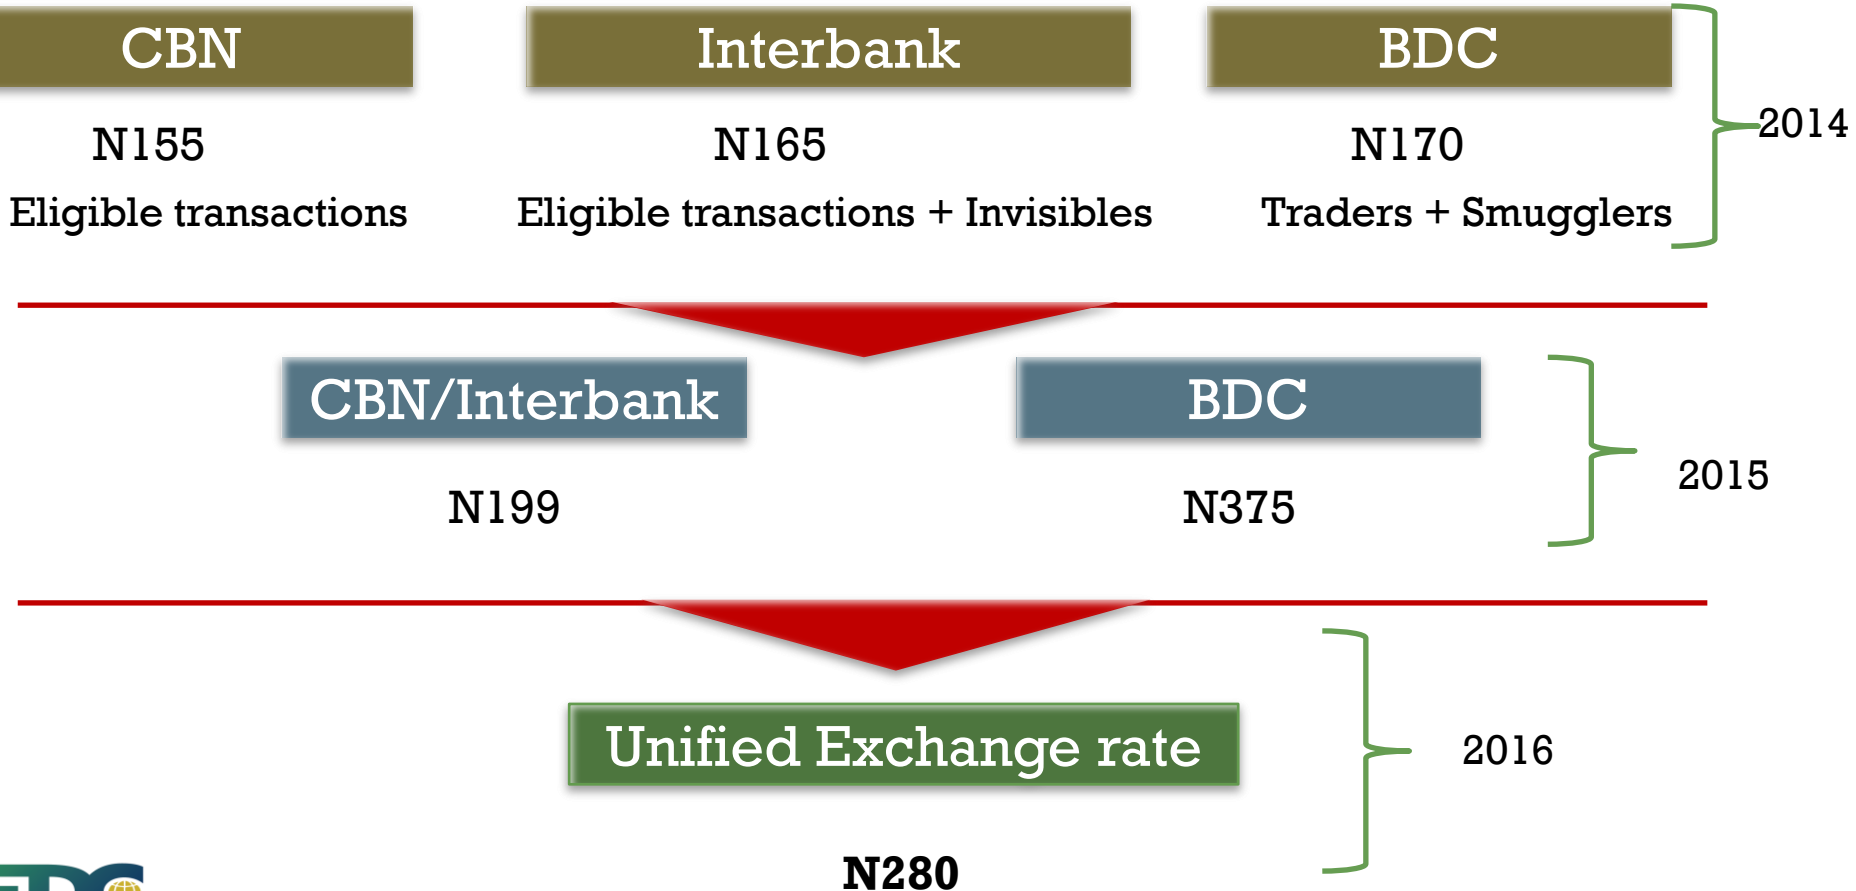 CBN Interbank BDC
N155 N165 N170 2014
Eligible transactions Eligible transactions + Invisibles Traders + Smugglers
CBN/Interbank BDC
N199 N375 2015
Unified Exchange rate 2016
N280